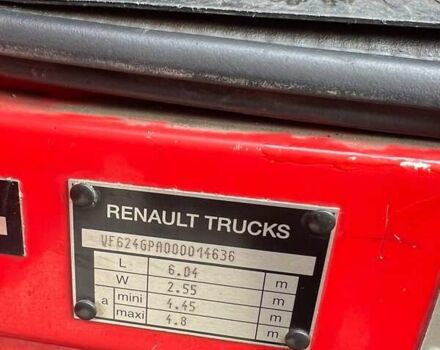 RENAULT TRUCKS
VF624GPA000014636
L 6.04 m
W 2.55 m
a mini 4.45 m
maxi 4.8 m